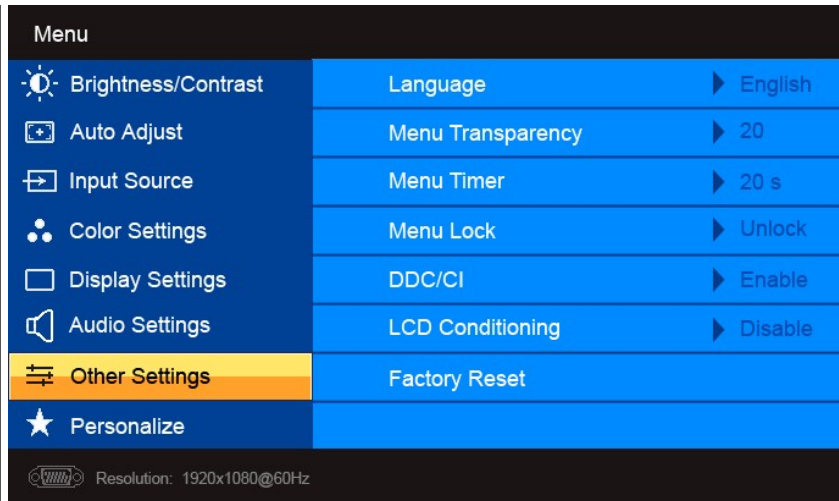 Menu
Brightness/Contrast
Auto Adjust
Input Source
Color Settings
Display Settings
Audio Settings
Other Settings
Personalize
Language English
Menu Transparency 20
Menu Timer 20 s
Menu Lock Unlock
DDC/CI Enable
LCD Conditioning Disable
Factory Reset
Resolution: 1920x1080@60Hz